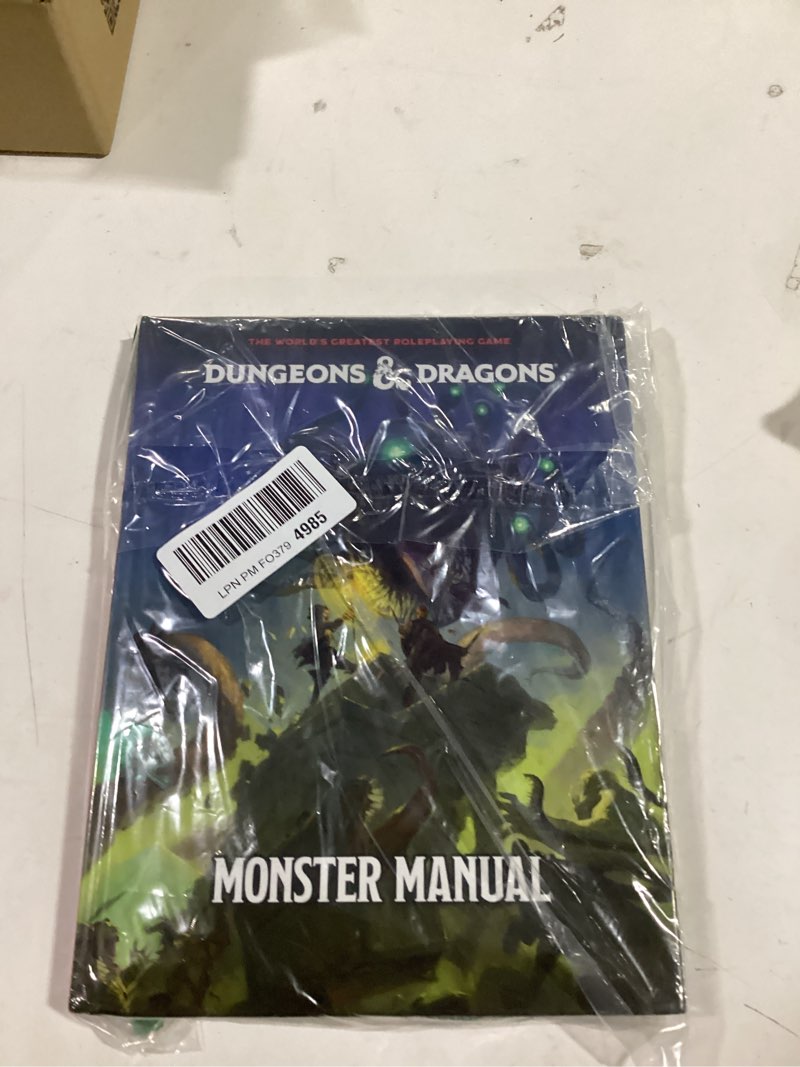 THE WORLD'S GREATEST ROLEPLAYING GAME
DUNGEONS & DRAGONS
LPN PM FO379 4985
MONSTER MANUAL